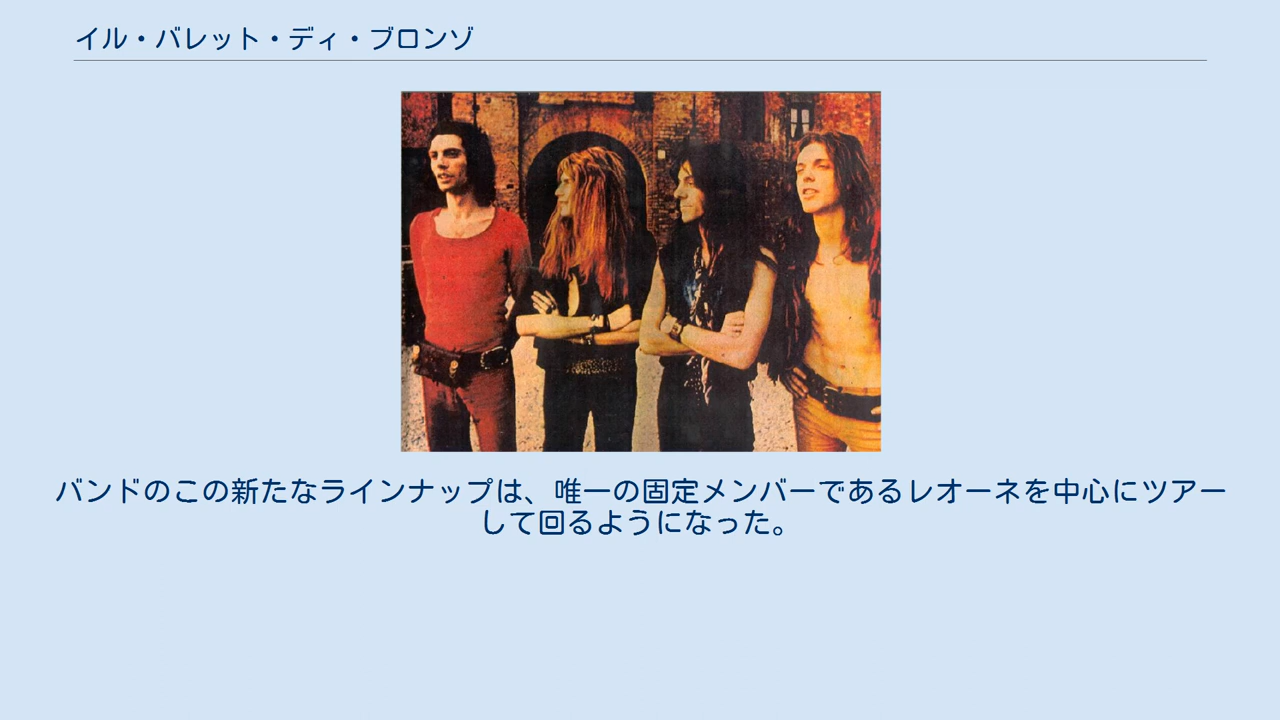 イル・バレット・ディ・ブロンゾ
バンドのこの新たなラインナップは、唯一の固定メンバーであるレオーネを中心にツアー
して回るようになった。